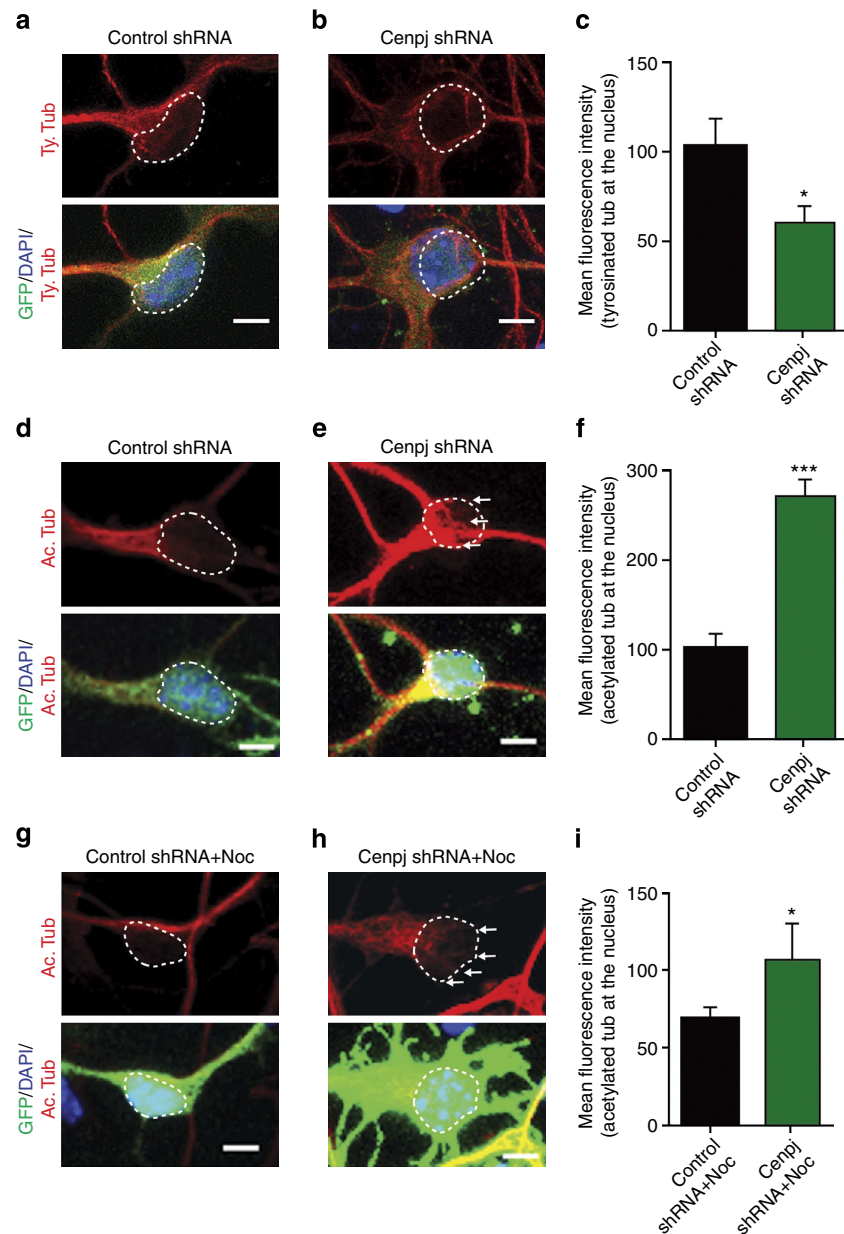 a
Control shRNA
Ty. Tub
GFP/DAPI/
Ty. Tub
b
Cenpj shRNA
c
Mean fluorescence intensity
(tyrosinated tub at the nucleus)
150
100
50
0
*
Control
shRNA
Cenpj
shRNA
d
Control shRNA
Ac. Tub
GFP/DAPI/
Ac. Tub
e
Cenpj shRNA
f
Mean fluorescence intensity
(acetylated tub at the nucleus)
300
200
100
0
***
Control
shRNA
Cenpj
shRNA
g
Control shRNA+Noc
Ac. Tub
GFP/DAPI/
Ac. Tub
h
Cenpj shRNA+Noc
i
Mean fluorescence intensity
(acetylated tub at the nucleus)
150
100
50
0
*
Control
shRNA+Noc
Cenpj
shRNA+Noc